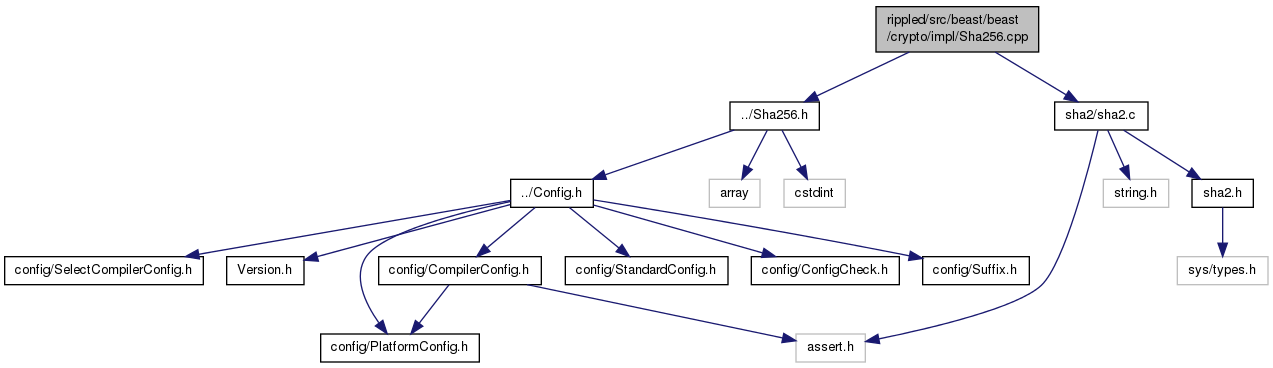 rippled/src/beast/beast
/crypto/impl/Sha256.cpp
../Sha256.h
sha2/sha2.c
../Config.h
array
cstdint
string.h
sha2.h
config/SelectCompilerConfig.h
Version.h
config/CompilerConfig.h
config/StandardConfig.h
config/ConfigCheck.h
config/Suffix.h
sys/types.h
config/PlatformConfig.h
assert.h